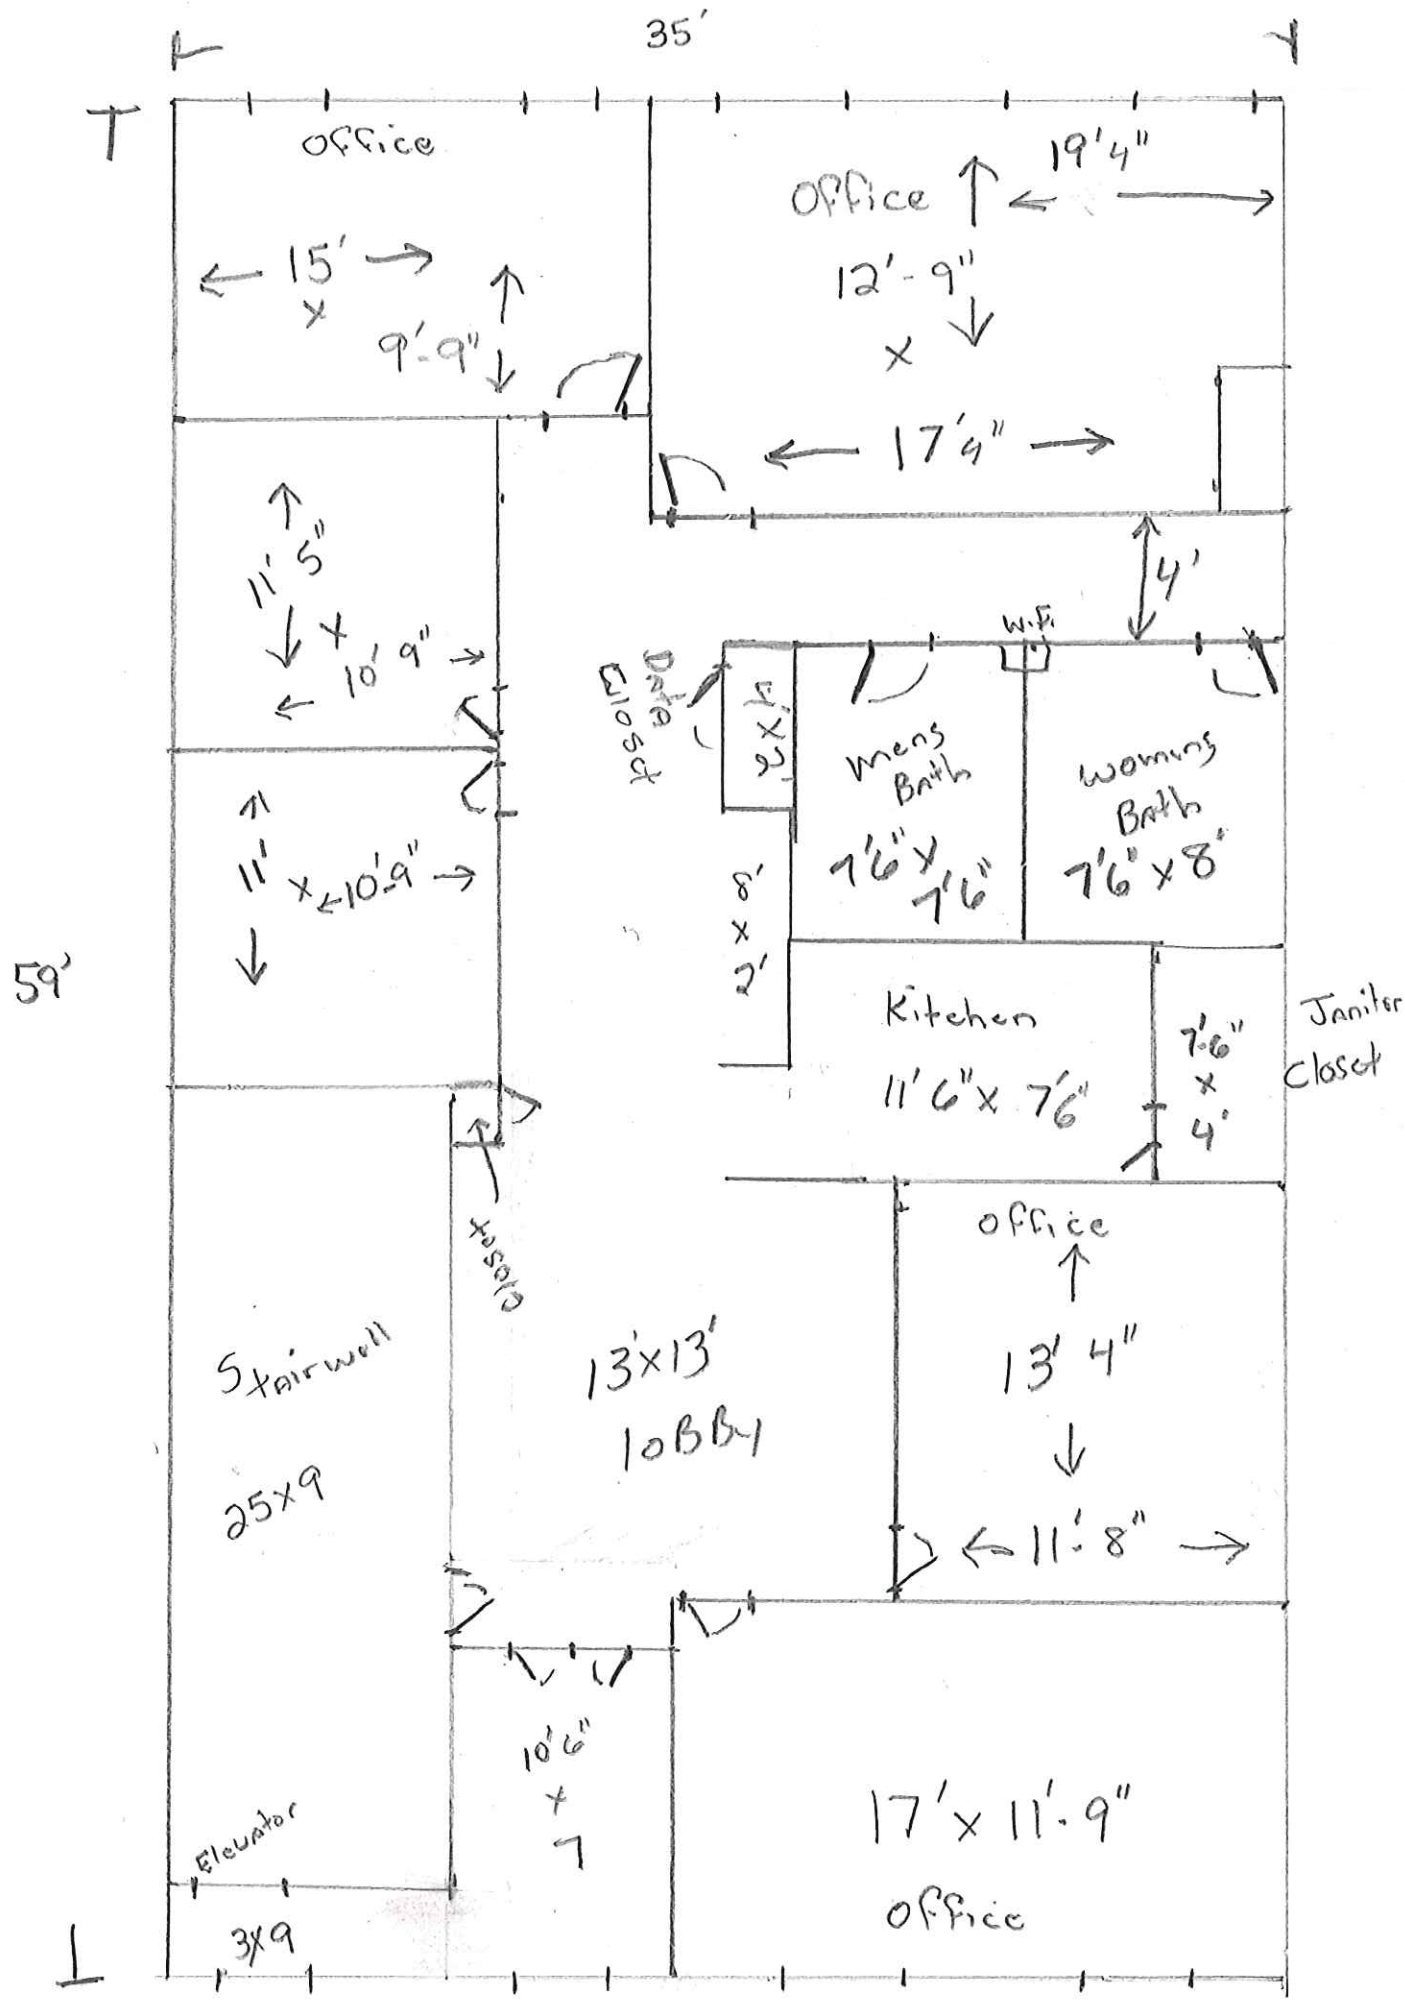 35'
Office
15'
x
9'-9"
Office
19'4"
12'-9"
x
17'4"
11' 5"
x
10' 9"
4'
Wifi
Data
Closet
4'x2'
Mens
Bath
7'6" x
7'6"
Womens
Bath
7'6" x 8'
11'
x 10'-9"
8'
x
2'
59'
Kitchen
11' 6" x 7'6"
7'-6"
x
4'
Janitor
Closet
Closet
Office
13' 4"
11'-8"
Stairwell
25x9
13'x13'
lobby
10'6"
x
7
17' x 11'-9"
Office
Elevator
3x9